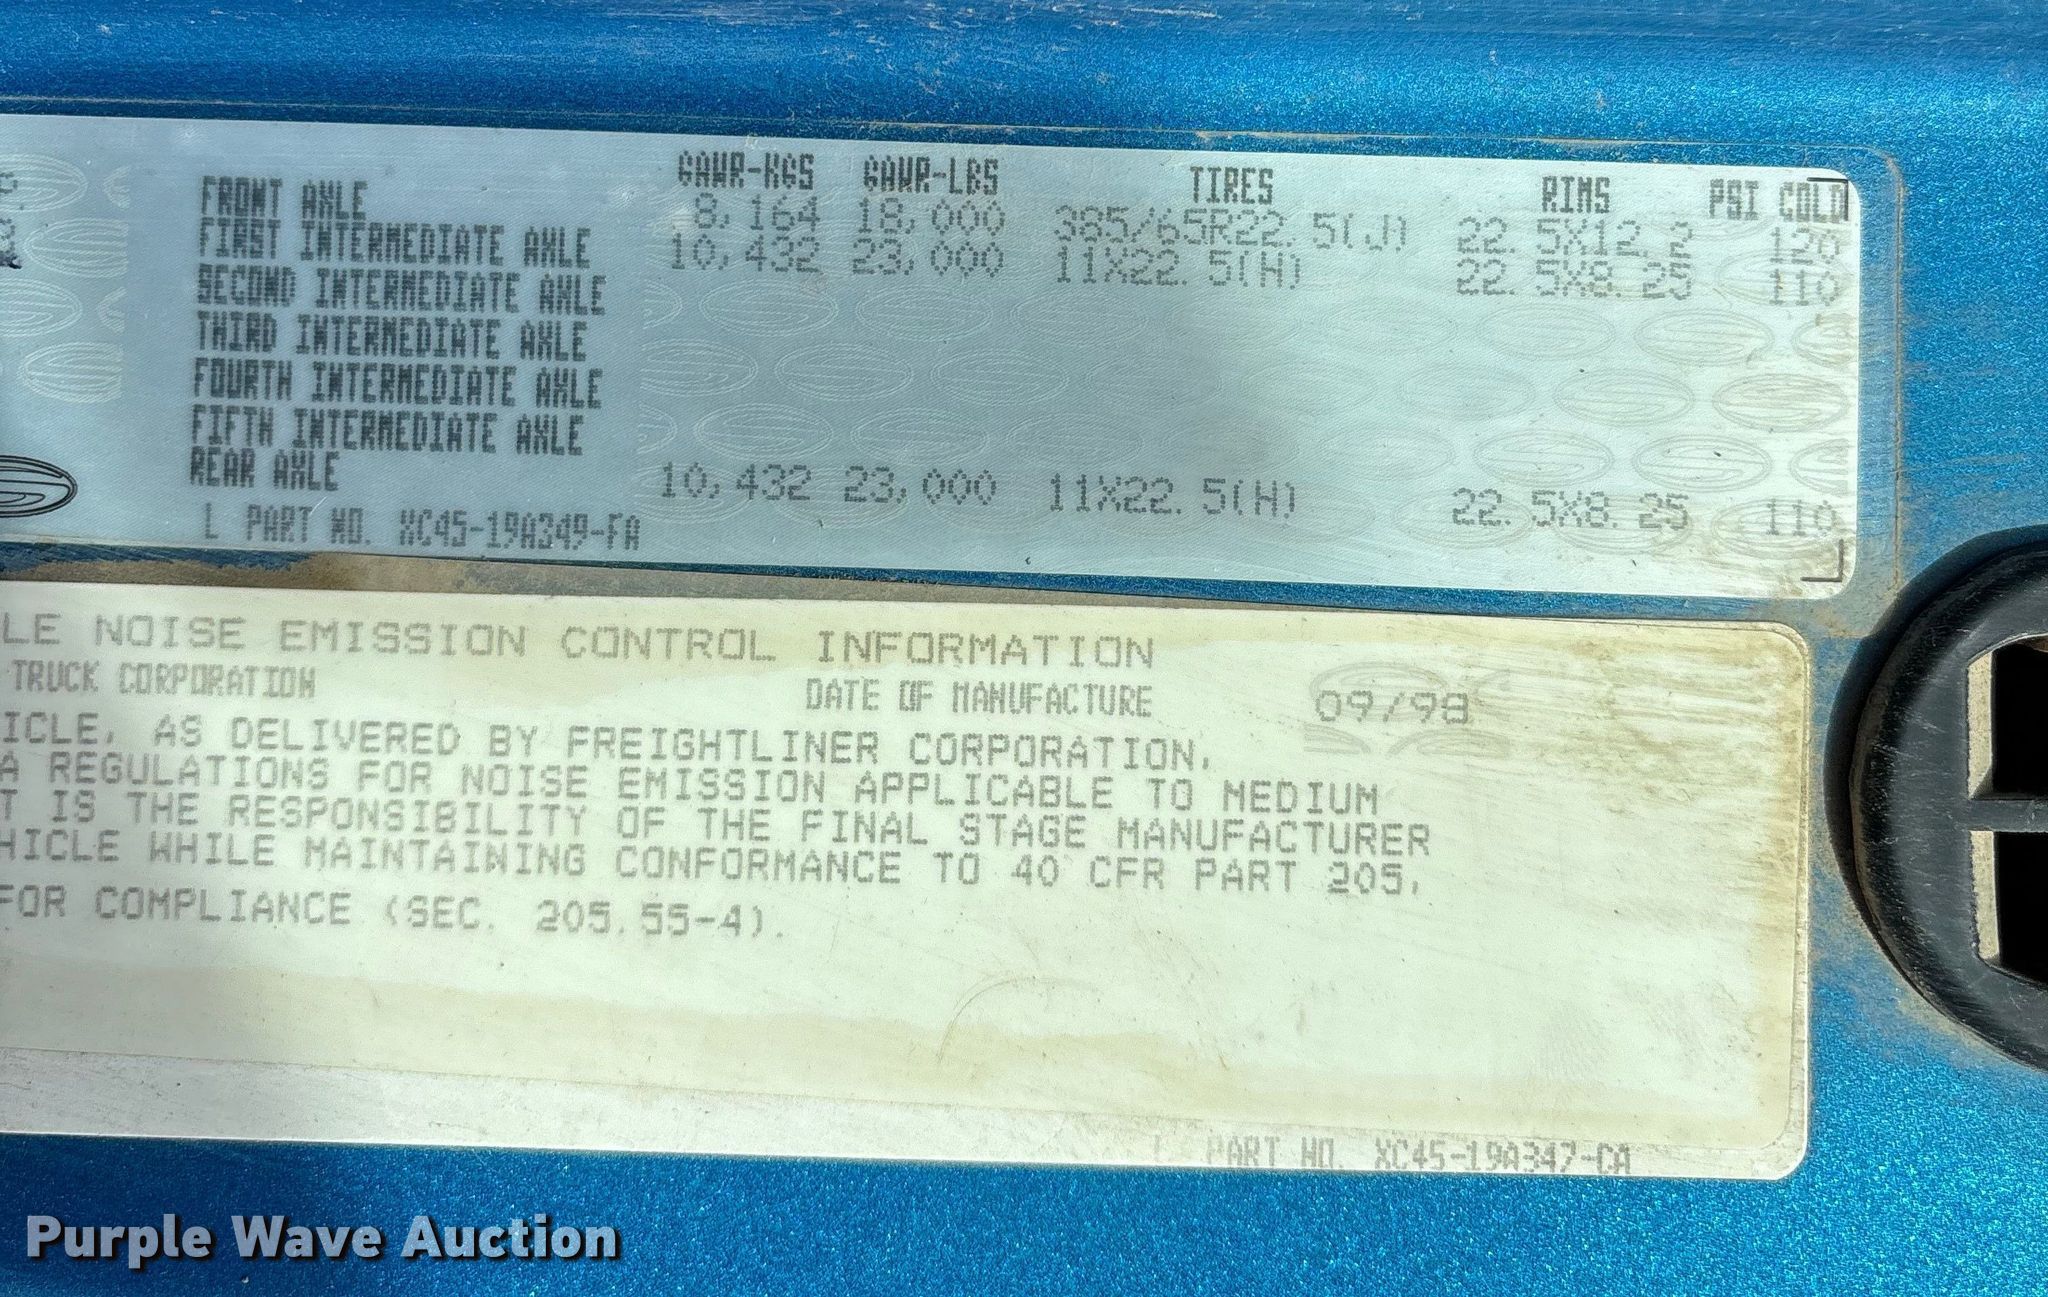 GAWR-KGS GAWR-LBS TIRES RIMS PSI COLD
FRONT AXLE 8,164 18,000 385/65R22.5(J) 22.5X12.2 120
FIRST INTERMEDIATE AXLE 10,432 23,000 11X22.5(H) 22.5X8.25 110
SECOND INTERMEDIATE AXLE
THIRD INTERMEDIATE AXLE
FOURTH INTERMEDIATE AXLE
FIFTH INTERMEDIATE AXLE
REAR AXLE 10,432 23,000 11X22.5(H) 22.5X8.25 110
L PART NO. XC45-19A349-FA
LE NOISE EMISSION CONTROL INFORMATION
TRUCK CORPORATION DATE OF MANUFACTURE 09/98
ICLE, AS DELIVERED BY FREIGHTLINER CORPORATION,
A REGULATIONS FOR NOISE EMISSION APPLICABLE TO MEDIUM
T IS THE RESPONSIBILITY OF THE FINAL STAGE MANUFACTURER
HICLE WHILE MAINTAINING CONFORMANCE TO 40 CFR PART 205,
FOR COMPLIANCE (SEC. 205.55-4).
PART NO. XC45-19A347-CA
Purple Wave Auction